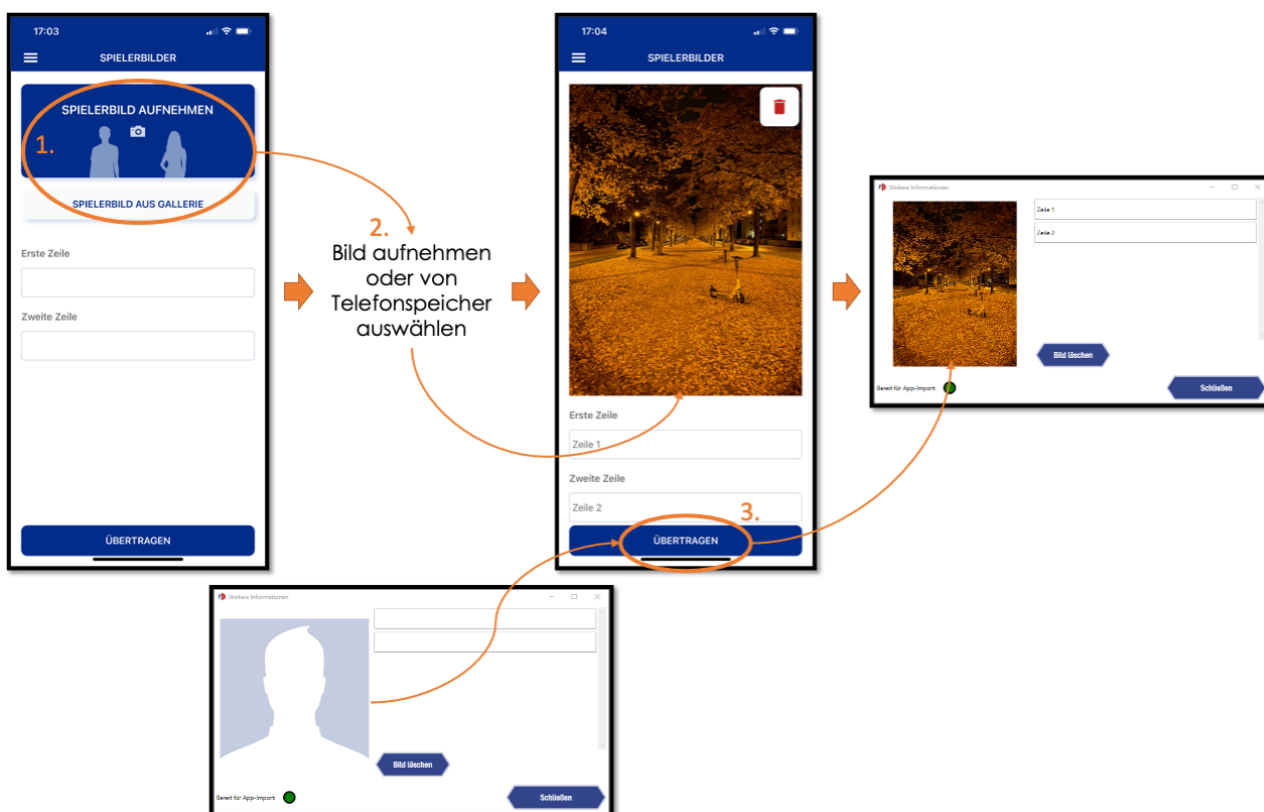 17:03
SPIELERBILDER
SPIELERBILD AUFNEHMEN
1.
SPIELERBILD AUS GALLERIE
Erste Zeile
Zweite Zeile
ÜBERTRAGEN
2.
Bild aufnehmen
oder von
Telefonspeicher
auswählen
17:04
SPIELERBILDER
Erste Zeile
Zeile 1
Zweite Zeile
Zeile 2
3.
ÜBERTRAGEN
Weitere Informationen
Zeile 1
Zeile 2
Bild löschen
Bereit für App-Import:
Schließen
Weitere Informationen
Bild löschen
Bereit für App-Import:
Schließen